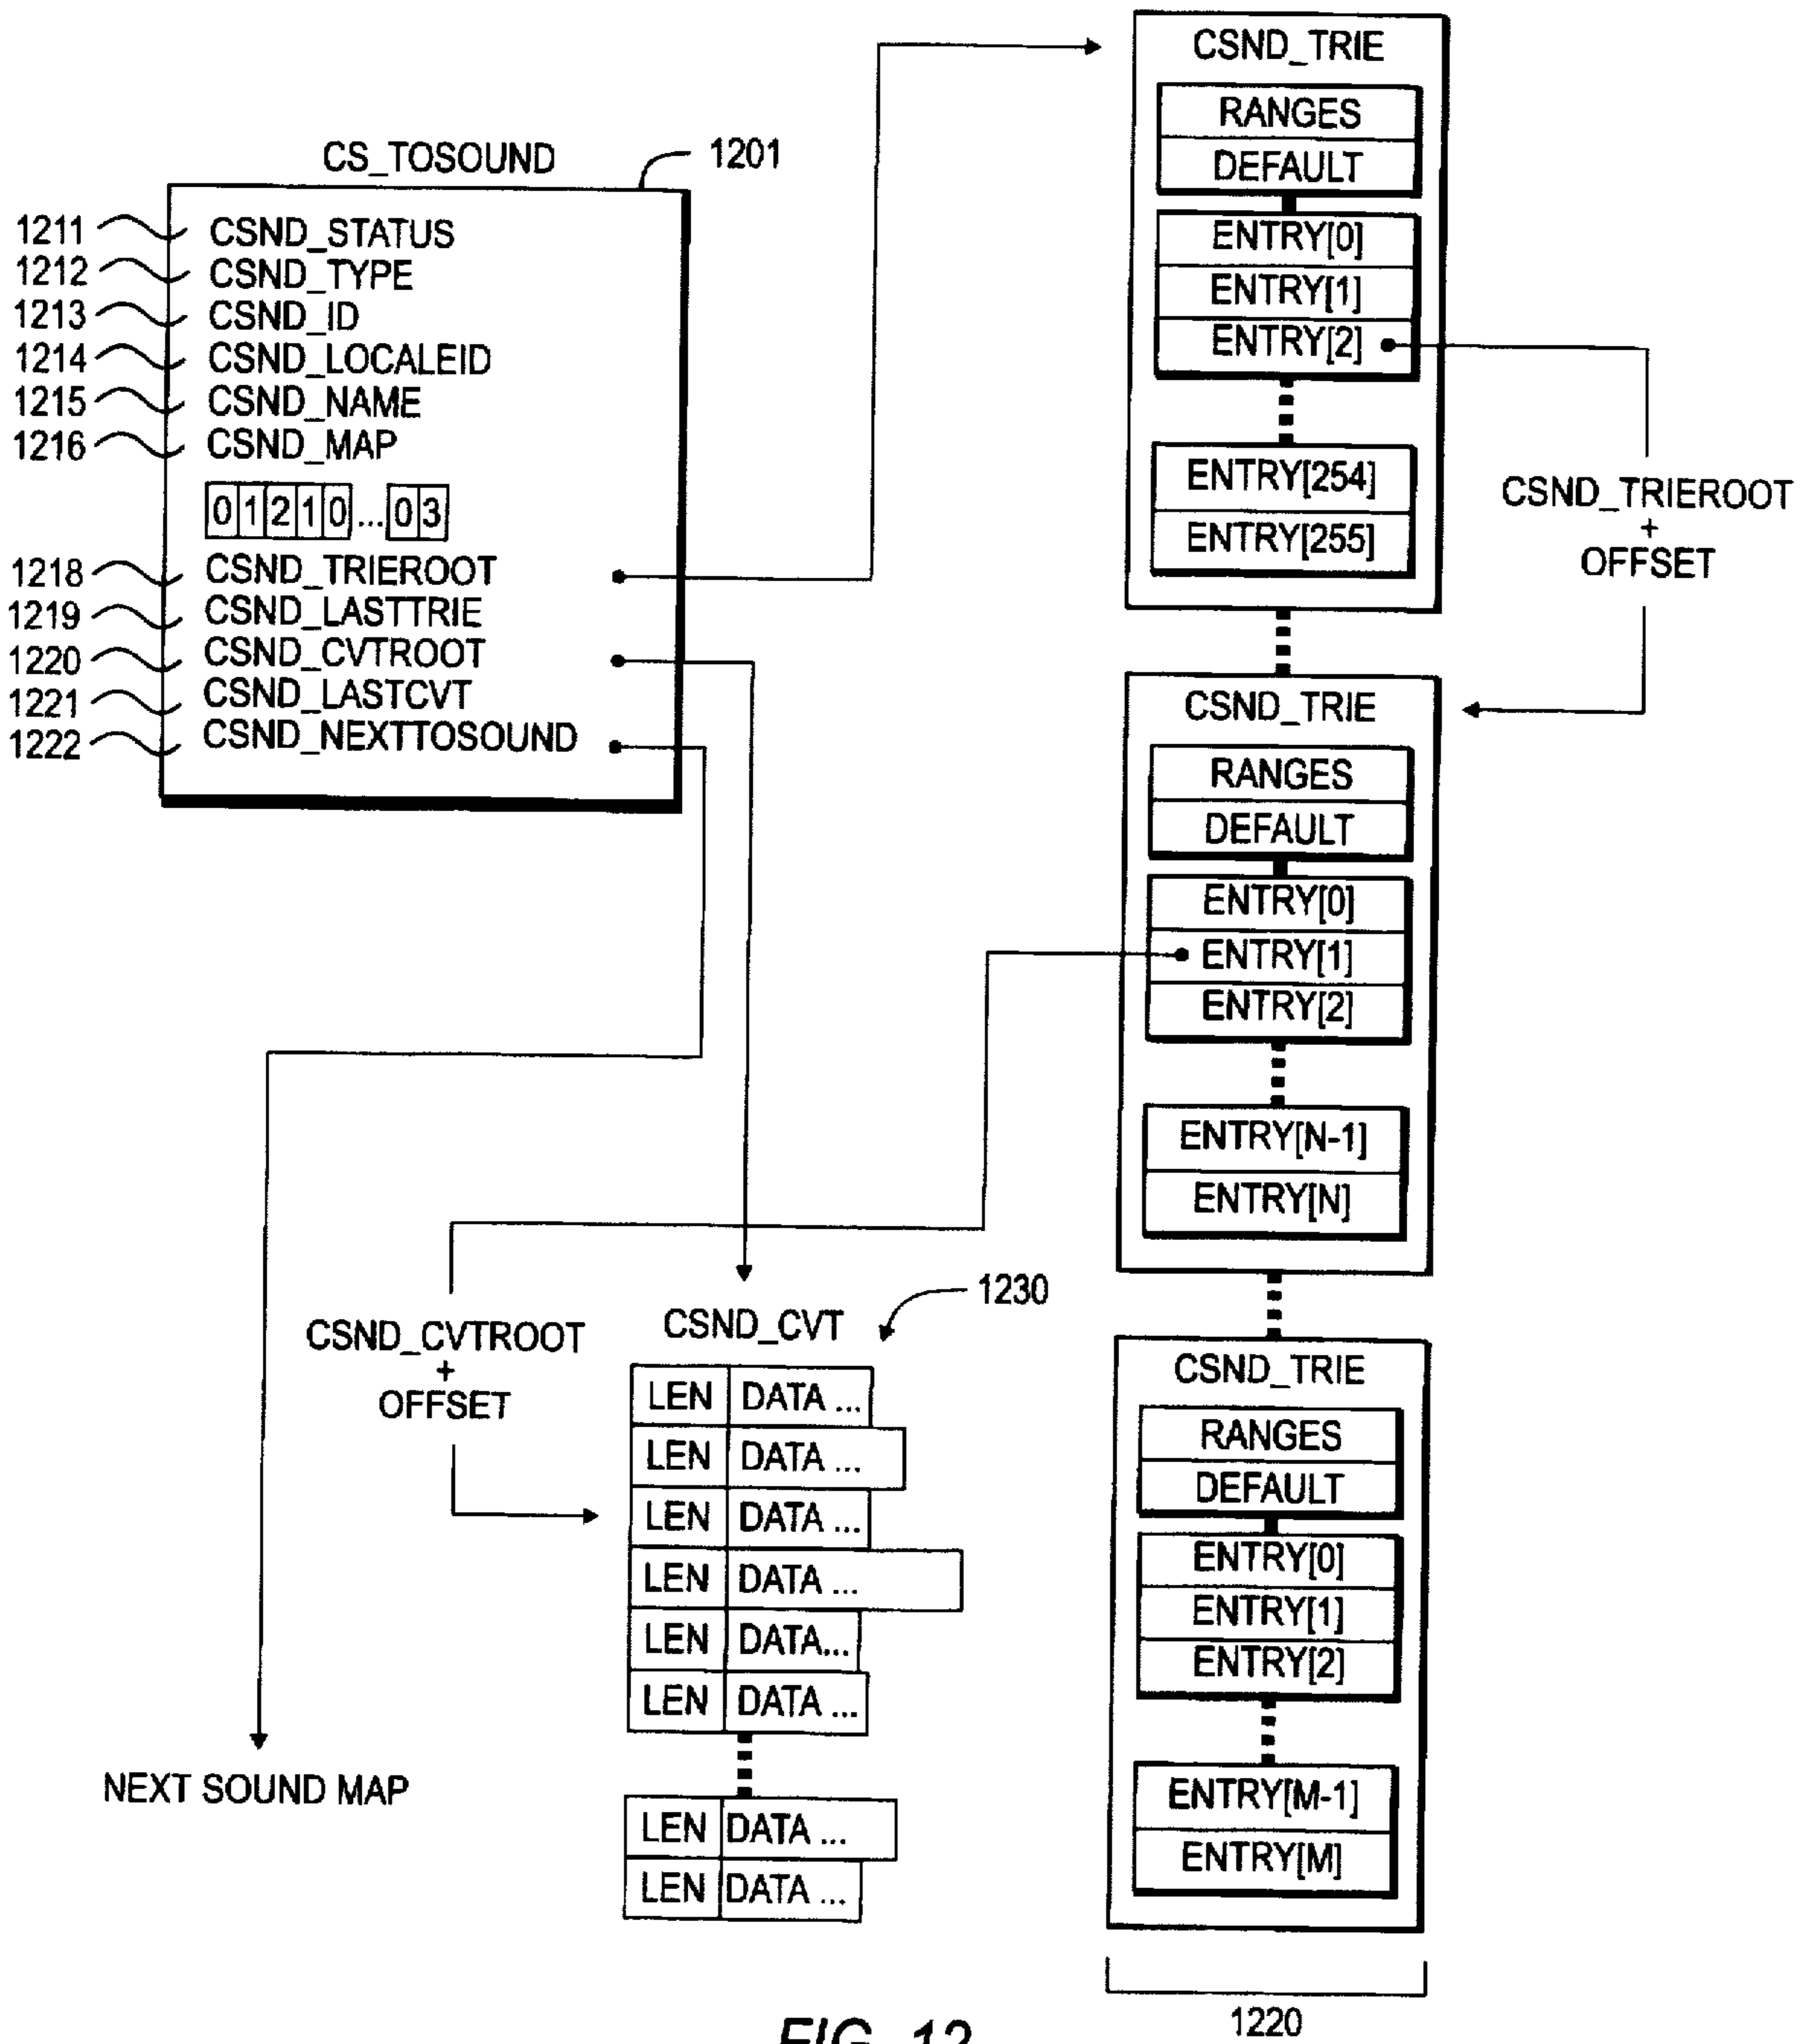 CS_TOSOUND
1201
1211 CSND_STATUS
1212 CSND_TYPE
1213 CSND_ID
1214 CSND_LOCALEID
1215 CSND_NAME
1216 CSND_MAP
0 1 2 1 0 ... 0 3
1218 CSND_TRIEROOT
1219 CSND_LASTTRIE
1220 CSND_CVTROOT
1221 CSND_LASTCVT
1222 CSND_NEXTTOSOUND
CSND_TRIE
RANGES
DEFAULT
ENTRY[0]
ENTRY[1]
ENTRY[2]
ENTRY[254]
ENTRY[255]
CSND_TRIEROOT
+
OFFSET
CSND_TRIE
RANGES
DEFAULT
ENTRY[0]
ENTRY[1]
ENTRY[2]
ENTRY[N-1]
ENTRY[N]
CSND_CVTROOT
+
OFFSET
CSND_CVT
1230
LEN DATA ...
LEN DATA ...
LEN DATA ...
LEN DATA ...
LEN DATA...
LEN DATA ...
LEN DATA ...
LEN DATA ...
NEXT SOUND MAP
CSND_TRIE
RANGES
DEFAULT
ENTRY[0]
ENTRY[1]
ENTRY[2]
ENTRY[M-1]
ENTRY[M]
1220
FIG. 12